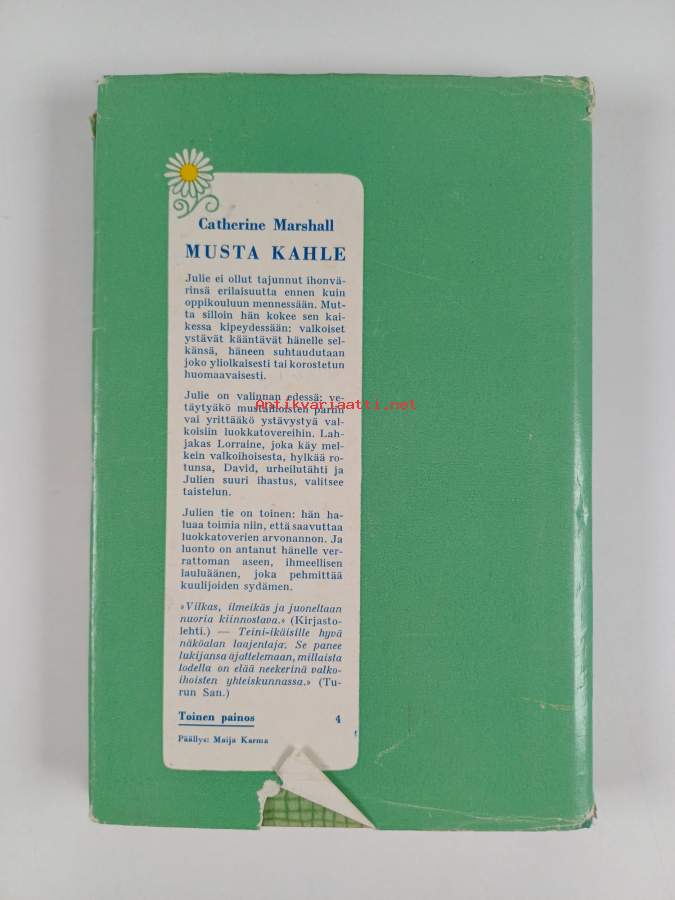 Catherine Marshall
MUSTA KAHLE
Julie ei ollut tajunnut ihonvä-
rinsä erilaisuutta ennen kuin
oppikouluun mennessään. Mut-
ta silloin hän kokee sen kai-
kessa kipeydessään: valkoiset
ystävät kääntävät hänelle sel-
känsä, häneen suhtaudutaan
joko yliolkaisesti tai korostetun
huomaavaisesti.
Julie on valinnan edessä: ve-
täytyäkö mustaihoisten pariin
Antikvariaatti.net
vai yrittääkö ystävystyä val-
koisiin luokkatovereihin. Lah-
jakas Lorraine, joka käy mel-
kein valkoihoisesta, hylkää ro-
tunsa, David, urheilutähti ja
Julien suuri ihastus, valitsee
taistelun.
Julien tie on toinen: hän ha-
luaa toimia niin, että saavuttaa
luokkatoverien arvonannon. Ja
luonto on antanut hänelle ver-
rattoman aseen, ihmeellisen
lauluäänen, joka pehmittää
kuulijoiden sydämen.
»Vilkas, ilmeikäs ja juoneltaan
nuoria kiinnostava.» (Kirjasto-
lehti.) — Teini-ikäisille hyvä
näköalan laajentaja. Se panee
lukijansa ajattelemaan, millaista
todella on elää neekerinä valko-
ihoisten yhteiskunnassa.» (Tu-
run San.)
Toinen painos 4
Päällys: Maija Karma